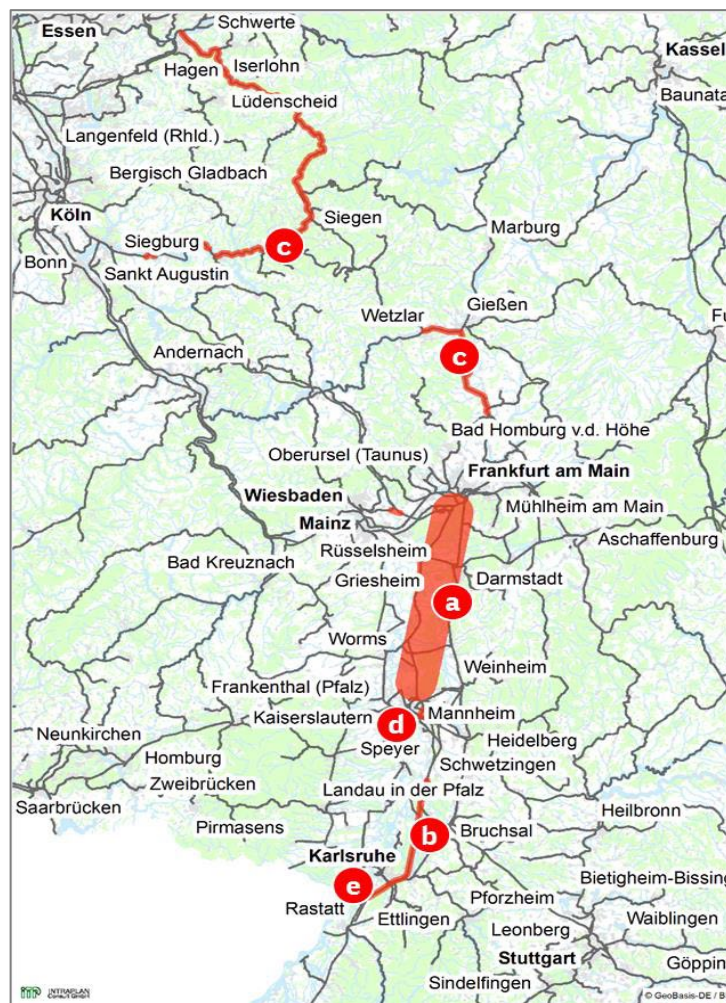 Schwerte
Essen
Kassel
Iserlohn
Hagen
Baunata
Lüdenscheid
Langenfeld (Rhld.)
Bergisch Gladbach
Köln
Siegen
Marburg
Siegburg
c
Bonn
Sankt Augustin
Gießen
Wetzlar
Fu
Andernach
c
Bad Homburg v.d. Höhe
Oberursel (Taunus)
Frankfurt am Main
Wiesbaden
Mühlheim am Main
Mainz
Aschaffenburg
Rüsselsheim
Bad Kreuznach
Griesheim
Darmstadt
a
Worms
Weinheim
Frankenthal (Pfalz)
Kaiserslautern
Mannheim
d
Neunkirchen
Heidelberg
Speyer
Homburg
Schwetzingen
Zweibrücken
Landau in der Pfalz
Saarbrücken
Heilbronn
Pirmasens
b
Bruchsal
Karlsruhe
Bietigheim-Bissing
e
Pforzheim
Rastatt
Ettlingen
Waiblingen
Leonberg
Stuttgart
Göppin
Sindelfingen
INTRAPLAN
Consult GmbH
© GeoBasis-DE / B